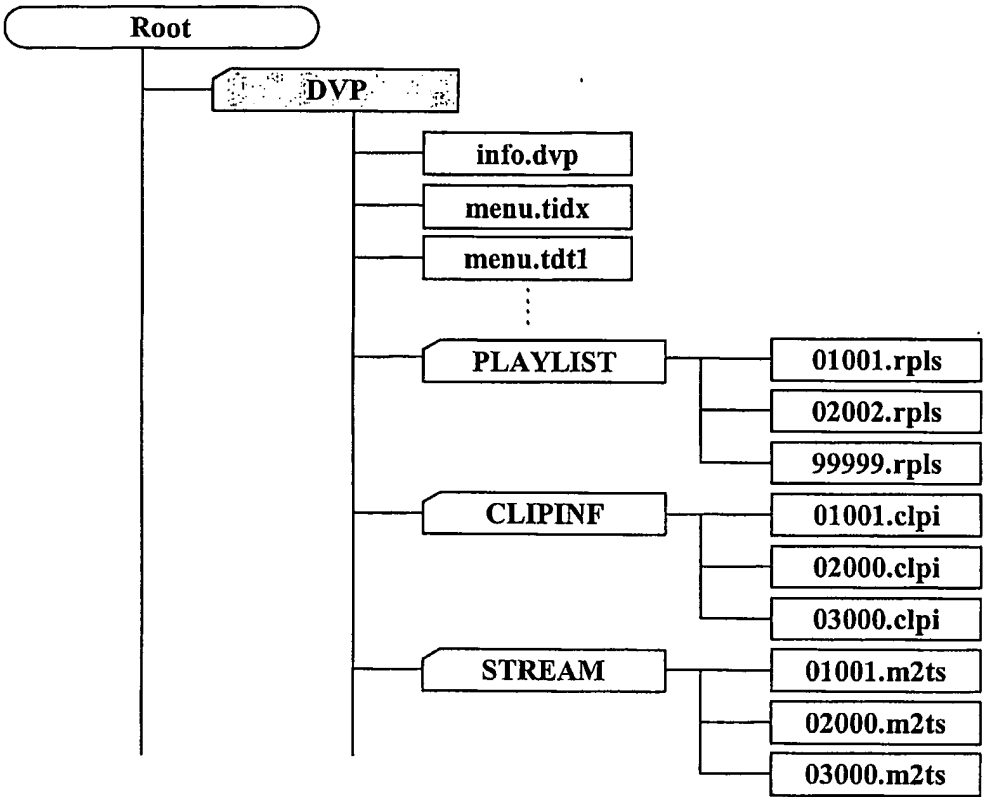 Root
DVP
info.dvp
menu.tidx
menu.tdt1
PLAYLIST
01001.rpls
02002.rpls
99999.rpls
CLIPINF
01001.clpi
02000.clpi
03000.clpi
STREAM
01001.m2ts
02000.m2ts
03000.m2ts